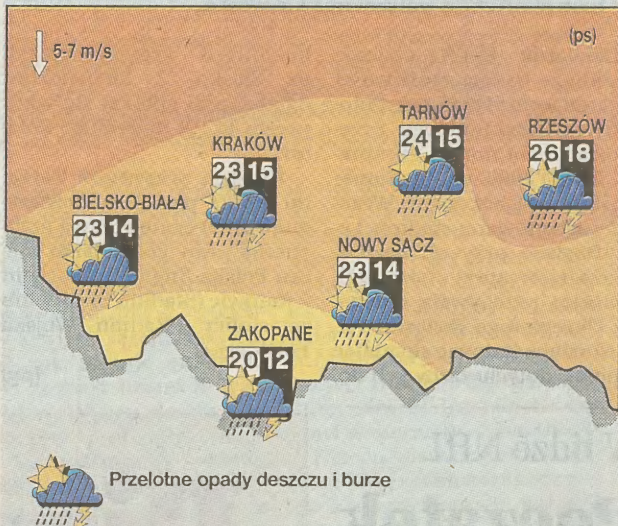 5-7 m/s
(ps)
TARNÓW
24 15
RZESZÓW
26 18
KRAKÓW
23 15
BIELSKO-BIAŁA
23 14
NOWY SĄCZ
23 14
ZAKOPANE
20 12
Przelotne opady deszczu i burze